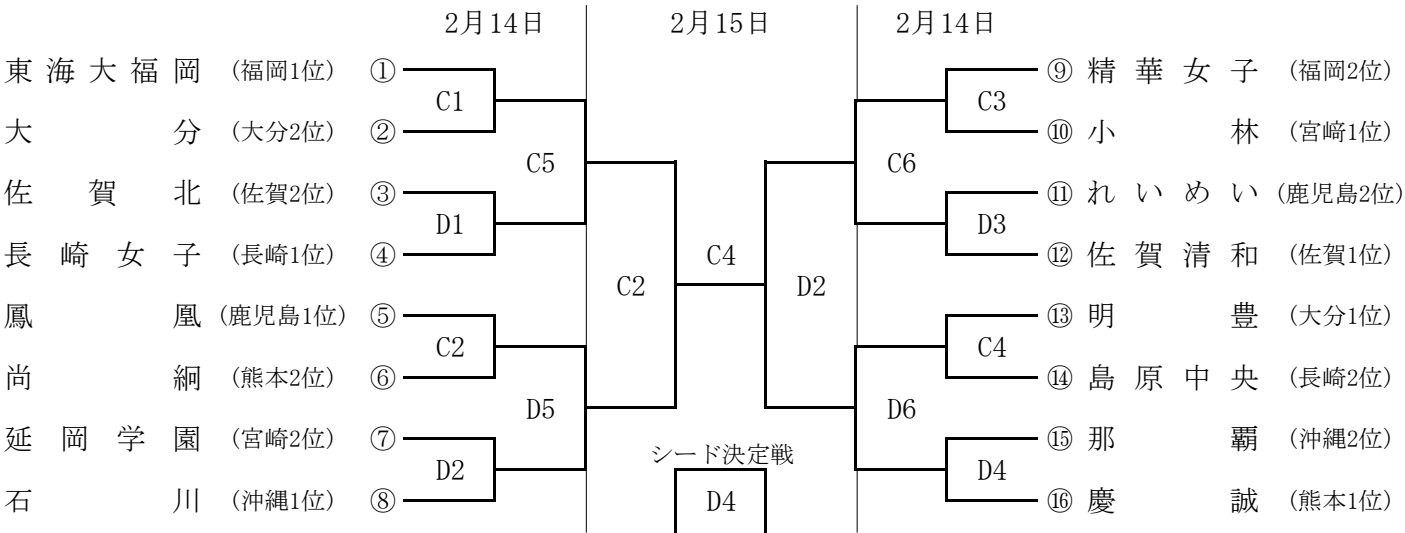 2月14日 2月15日 2月14日
東海大福岡 (福岡1位) ① ⑨ 精華女子 (福岡2位)
C1 C3
大分 (大分2位) ② ⑩ 小林 (宮﨑1位)
C5 C6
佐賀北 (佐賀2位) ③ ⑪ れいめい (鹿児島2位)
D1 D3
長崎女子 (長崎1位) ④ ⑫ 佐賀清和 (佐賀1位)
C4
C2 D2
鳳凰 (鹿児島1位) ⑤ ⑬ 明豊 (大分1位)
C2 C4
尚絅 (熊本2位) ⑥ ⑭ 島原中央 (長崎2位)
D5 D6
延岡学園 (宮崎2位) ⑦ ⑮ 那覇 (沖縄2位)
シード決定戦
D2 D4
石川 (沖縄1位) ⑧ D4 ⑯ 慶誠 (熊本1位)